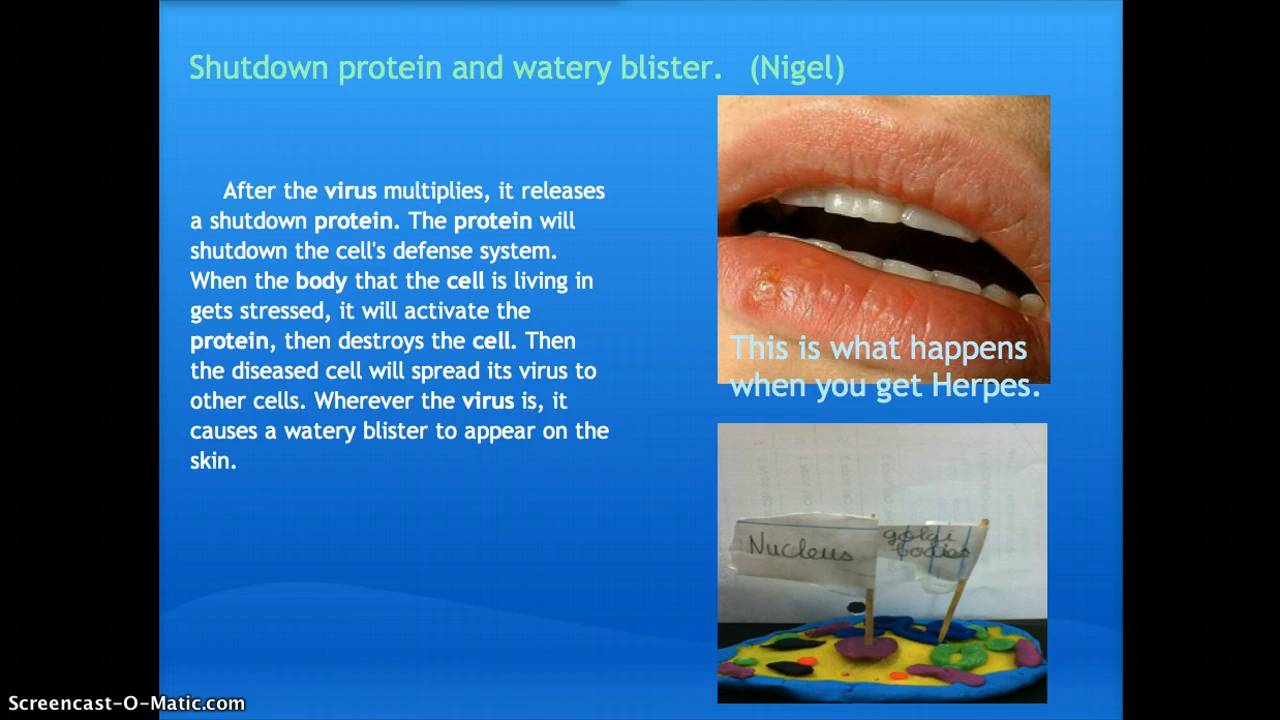 Shutdown protein and watery blister. (Nigel)
After the virus multiplies, it releases
a shutdown protein. The protein will
shutdown the cell's defense system.
When the body that the cell is living in
gets stressed, it will activate the
protein, then destroys the cell. Then
the diseased cell will spread its virus to
other cells. Wherever the virus is, it
causes a watery blister to appear on the
skin.
This is what happens
when you get Herpes.
Nucleus
golgi
bodies
Screencast-O-Matic.com